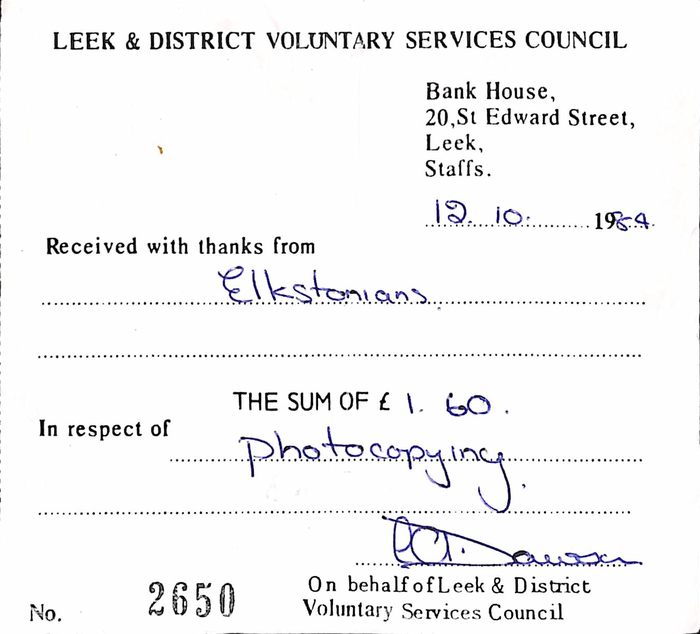 LEEK & DISTRICT VOLUNTARY SERVICES COUNCIL
Bank House,
20,St Edward Street,
Leek,
Staffs.
12. 10. 1984.
Received with thanks from
Elkstonians
THE SUM OF £ 1. 60.
In respect of
photocopying.
Dawson
On behalf of Leek & District
Voluntary Services Council
No. 2650